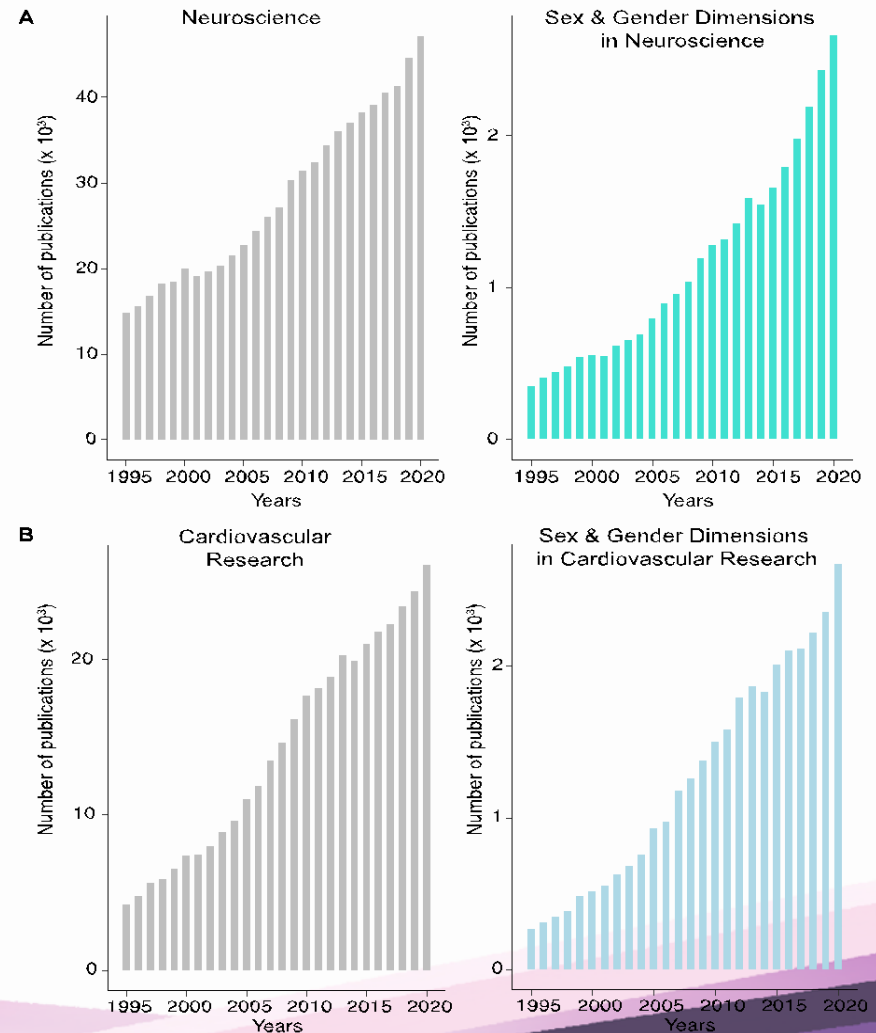 A
Neuroscience
Number of publications (x 10³)
40
30
20
10
0
1995 2000 2005 2010 2015 2020
Years
Sex & Gender Dimensions
in Neuroscience
Number of publications (x 10³)
2
1
0
1995 2000 2005 2010 2015 2020
Years
B
Cardiovascular
Research
Number of publications (x 10³)
20
10
0
1995 2000 2005 2010 2015 2020
Years
Sex & Gender Dimensions
in Cardiovascular Research
Number of publications (x 10³)
2
1
0
1995 2000 2005 2010 2015 2020
Years